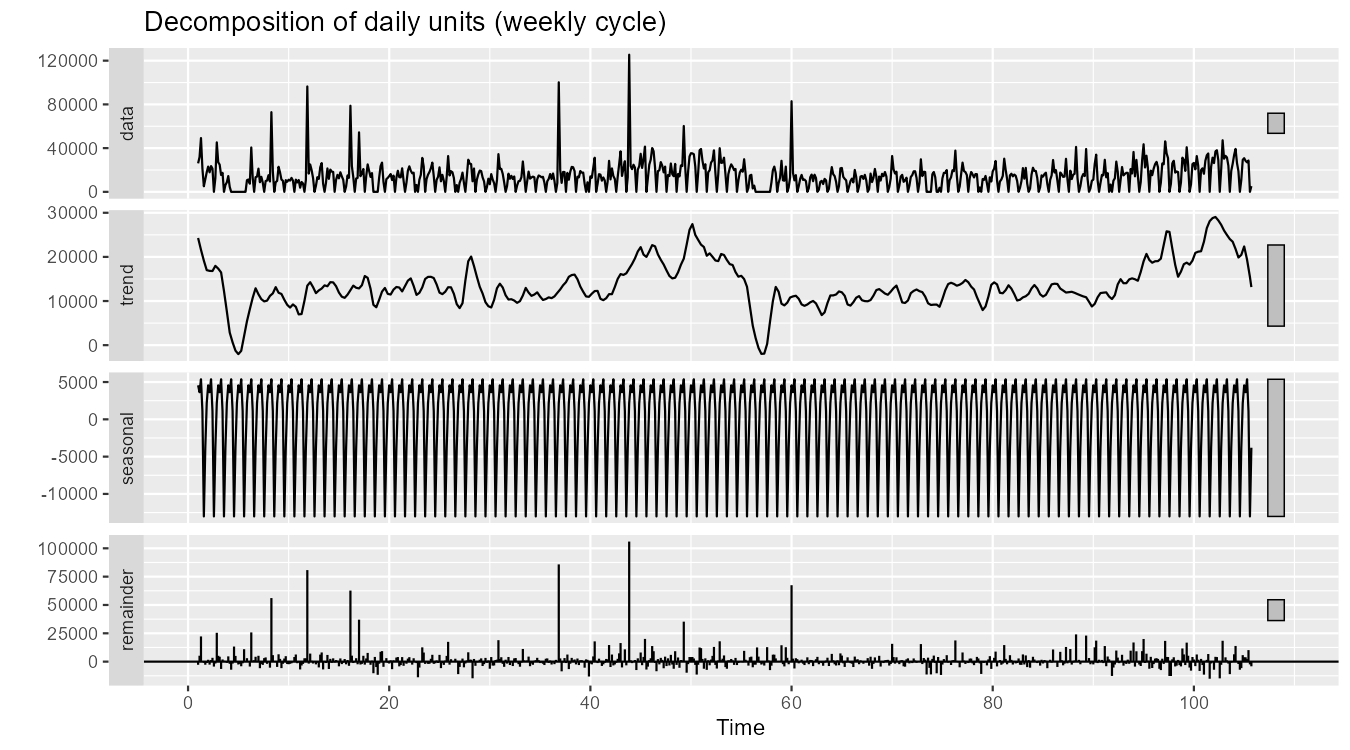 Decomposition of daily units (weekly cycle)
120000
80000
40000
0
data
30000
20000
10000
0
trend
5000
0
-5000
-10000
seasonal
100000
75000
50000
25000
0
remainder
0 20 40 60 80 100
Time